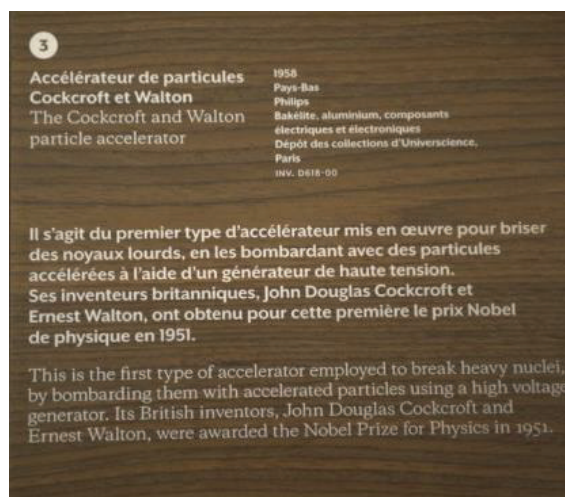 3
Accélérateur de particules
Cockcroft et Walton
The Cockcroft and Walton
particle accelerator
1958
Pays-Bas
Philips
Bakélite, aluminium, composants
électriques et électroniques
Dépôt des collections d'Universcience,
Paris
INV. D618-00
Il s'agit du premier type d'accélérateur mis en œuvre pour briser
des noyaux lourds, en les bombardant avec des particules
accélérées à l'aide d'un générateur de haute tension.
Ses inventeurs britanniques, John Douglas Cockcroft et
Ernest Walton, ont obtenu pour cette première le prix Nobel
de physique en 1951.
This is the first type of accelerator employed to break heavy nuclei,
by bombarding them with accelerated particles using a high voltage
generator. Its British inventors, John Douglas Cockcroft and
Ernest Walton, were awarded the Nobel Prize for Physics in 1951.